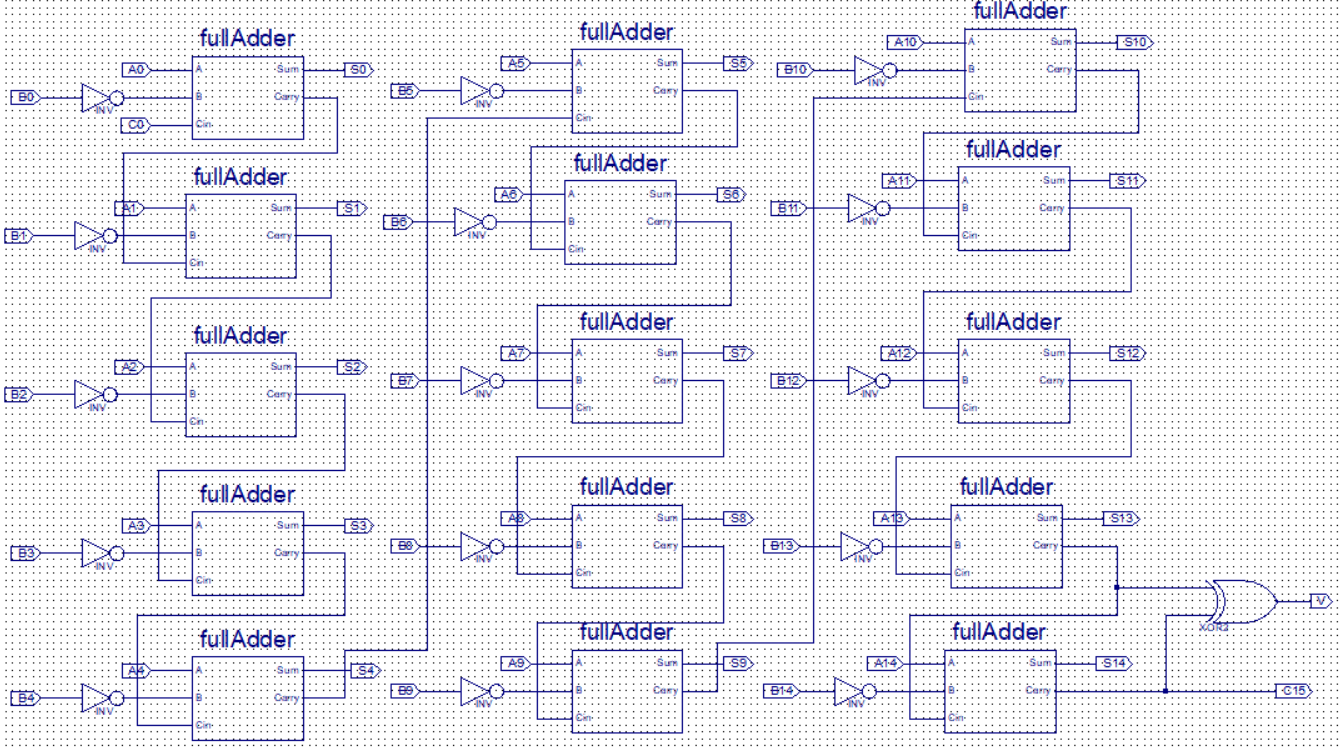 fullAdder
A0 A Sum S0
B0 INV B Carry
C0 Cin
fullAdder
A1 A Sum S1
B1 INV B Carry
Cin
fullAdder
A2 A Sum S2
B2 INV B Carry
Cin
fullAdder
A3 A Sum S3
B3 INV B Carry
Cin
fullAdder
A4 A Sum S4
B4 INV B Carry
Cin
fullAdder
A5 A Sum S5
B5 INV B Carry
Cin
fullAdder
A6 A Sum S6
B6 INV B Carry
Cin
fullAdder
A7 A Sum S7
B7 INV B Carry
Cin
fullAdder
A8 A Sum S8
B8 INV B Carry
Cin
fullAdder
A9 A Sum S9
B9 INV B Carry
Cin
fullAdder
A10 A Sum S10
B10 INV B Carry
Cin
fullAdder
A11 A Sum S11
B11 INV B Carry
Cin
fullAdder
A12 A Sum S12
B12 INV B Carry
Cin
fullAdder
A13 A Sum S13
B13 INV B Carry
Cin
XOR2 V
fullAdder
A14 A Sum S14
B14 INV B Carry C15
Cin